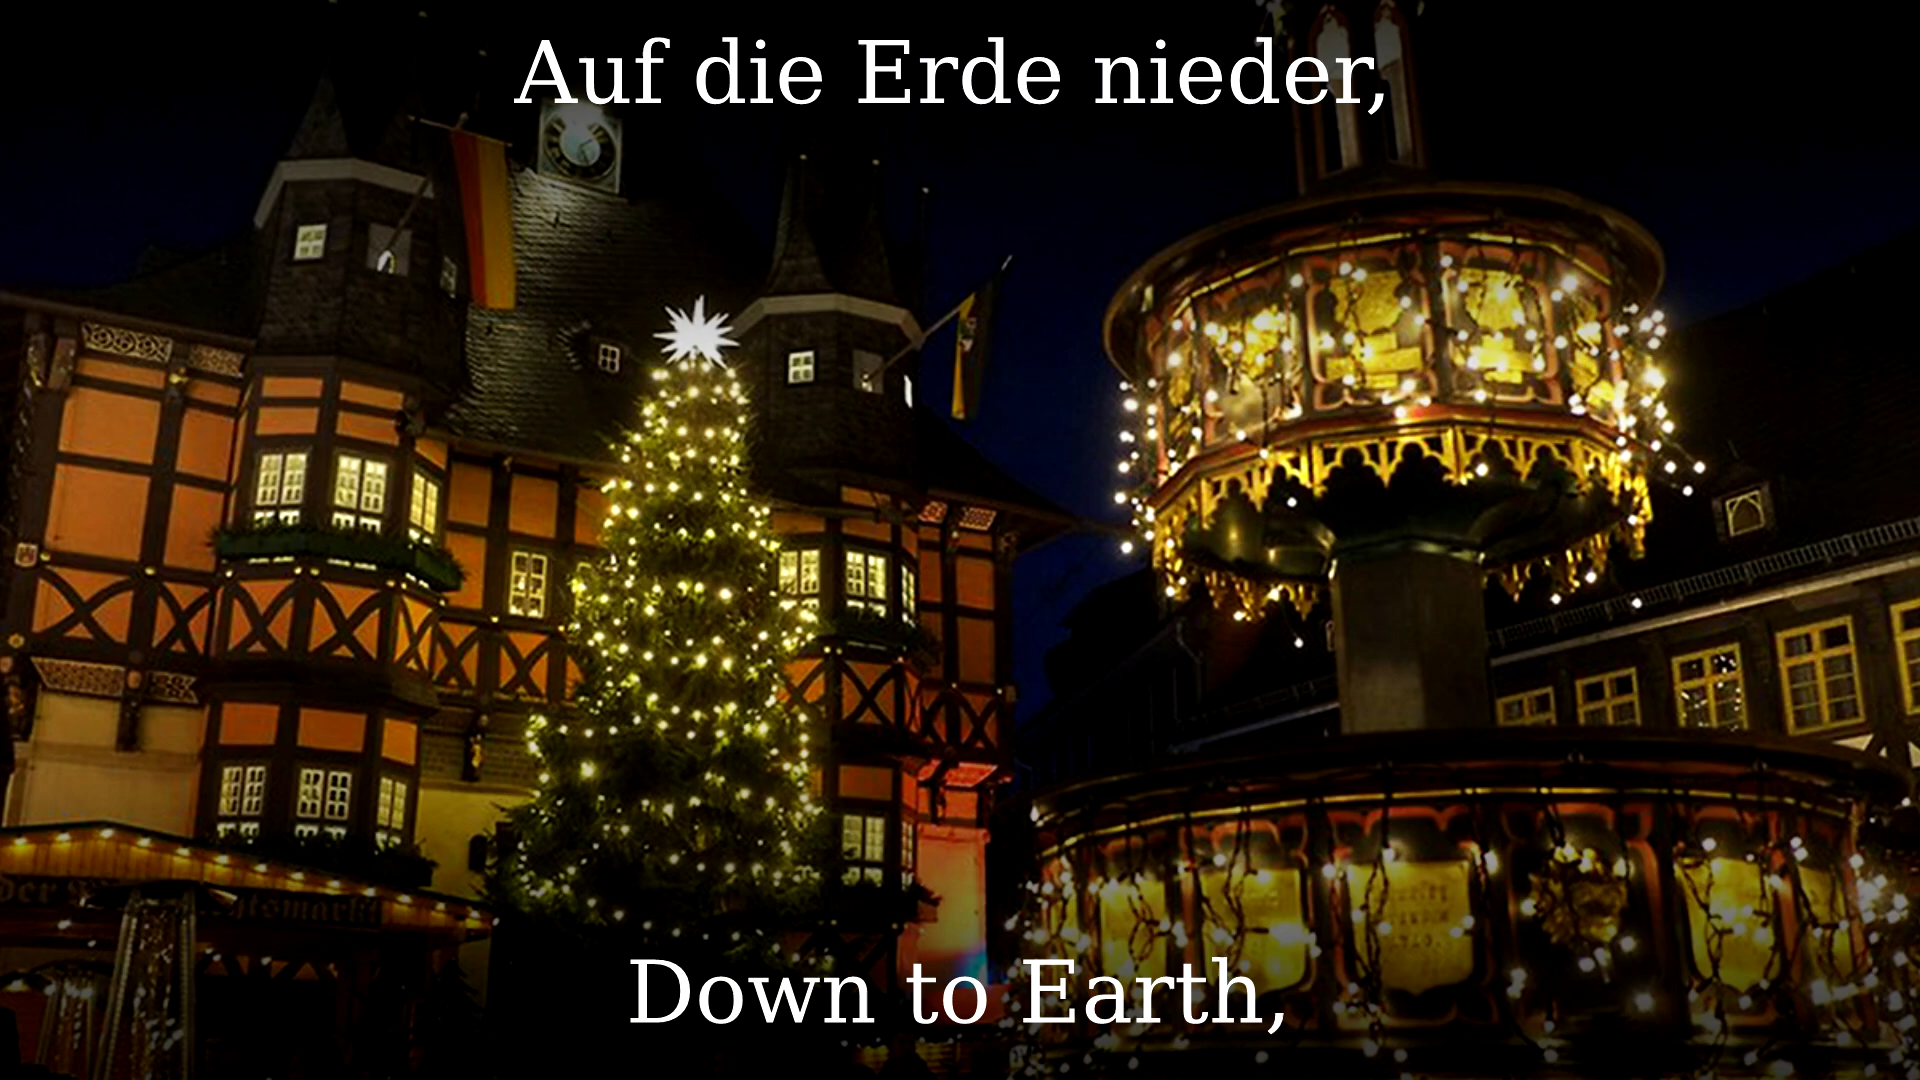 Auf die Erde nieder,
Down to Earth,